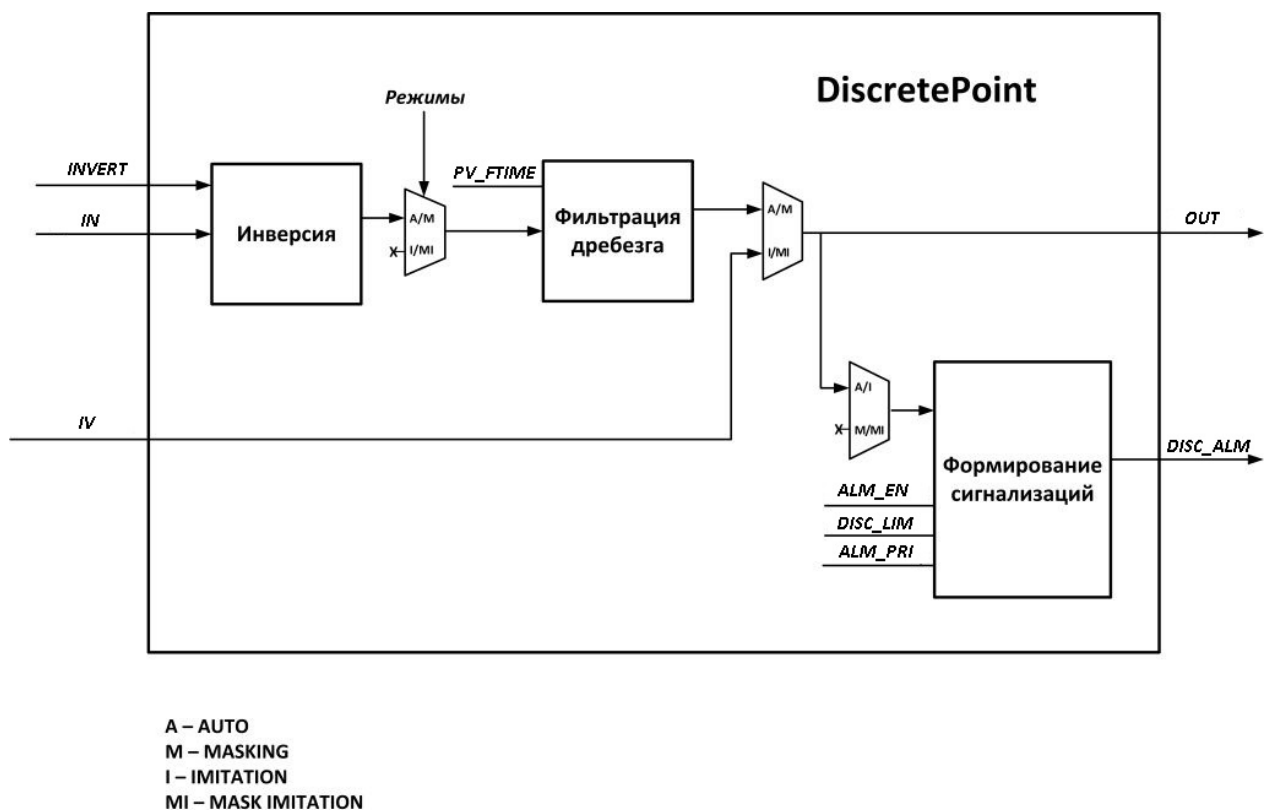 DiscretePoint
Режимы
INVERT
IN
Инверсия
A/M
I/MI
X
PV_FTIME
Фильтрация
дребезга
A/M
I/MI
OUT
IV
A/I
M/MI
X
Формирование
сигнализаций
ALM_EN
DISC_LIM
ALM_PRI
DISC_ALM
A – AUTO
M – MASKING
I – IMITATION
MI – MASK IMITATION